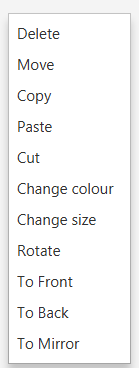 Delete
Move
Copy
Paste
Cut
Change colour
Change size
Rotate
To Front
To Back
To Mirror